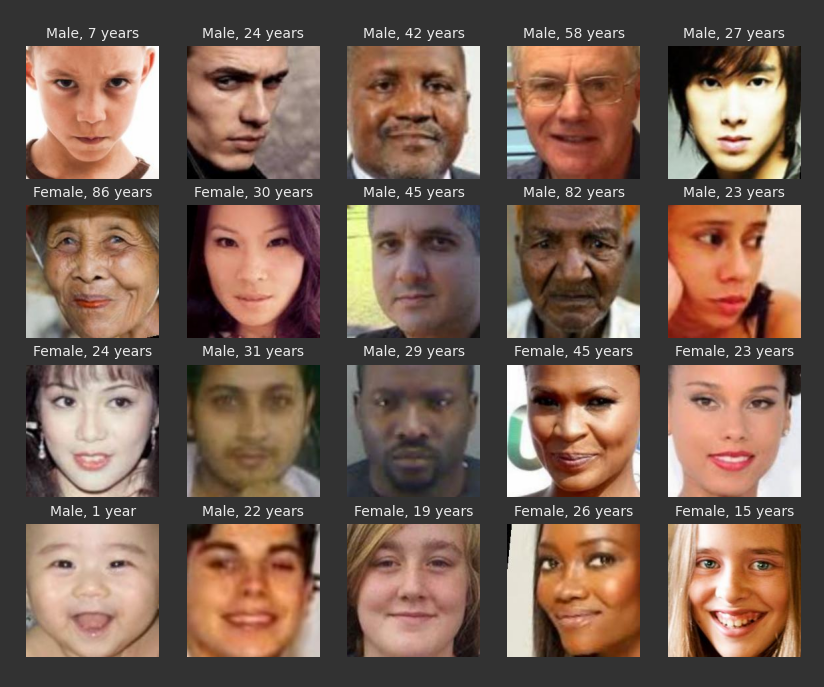 Male, 7 years
Male, 24 years
Male, 42 years
Male, 58 years
Male, 27 years
Female, 86 years
Female, 30 years
Male, 45 years
Male, 82 years
Male, 23 years
Female, 24 years
Male, 31 years
Male, 29 years
Female, 45 years
Female, 23 years
Male, 1 year
Male, 22 years
Female, 19 years
Female, 26 years
Female, 15 years